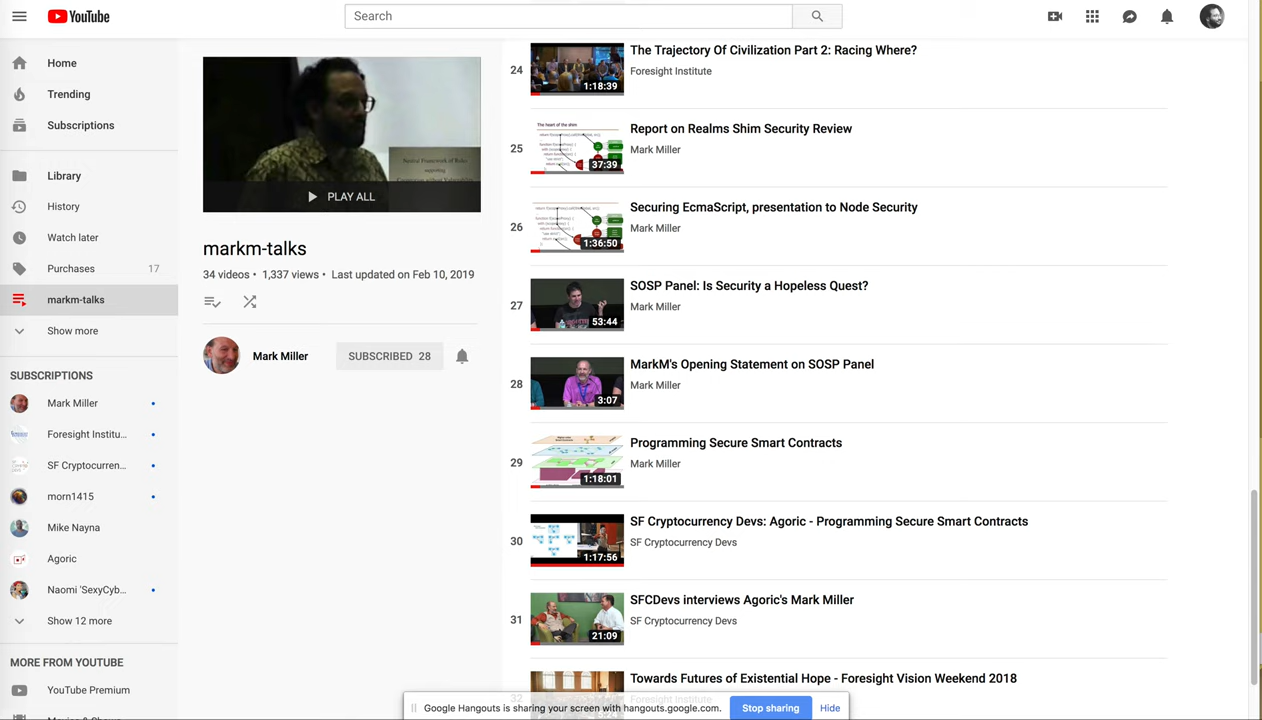 YouTube
Search
Home
Trending
Subscriptions
Library
History
Watch later
Purchases 17
markm-talks
Show more
SUBSCRIPTIONS
Mark Miller
Foresight Institu...
SF Cryptocurren...
morn1415
Mike Nayna
Agoric
Naomi 'SexyCyb...
Show 12 more
MORE FROM YOUTUBE
YouTube Premium
PLAY ALL
markm-talks
34 videos • 1,337 views • Last updated on Feb 10, 2019
Mark Miller
SUBSCRIBED 28
24
1:18:39
The Trajectory Of Civilization Part 2: Racing Where?
Foresight Institute
25
The heart of the shim
37:39
Report on Realms Shim Security Review
Mark Miller
26
1:36:50
Securing EcmaScript, presentation to Node Security
Mark Miller
27
53:44
SOSP Panel: Is Security a Hopeless Quest?
Mark Miller
28
3:07
MarkM's Opening Statement on SOSP Panel
Mark Miller
29
1:18:01
Programming Secure Smart Contracts
Mark Miller
30
1:17:56
SF Cryptocurrency Devs: Agoric - Programming Secure Smart Contracts
SF Cryptocurrency Devs
31
21:09
SFCDevs interviews Agoric's Mark Miller
SF Cryptocurrency Devs
32
Towards Futures of Existential Hope - Foresight Vision Weekend 2018
Foresight Institute
Google Hangouts is sharing your screen with hangouts.google.com.
Stop sharing
Hide